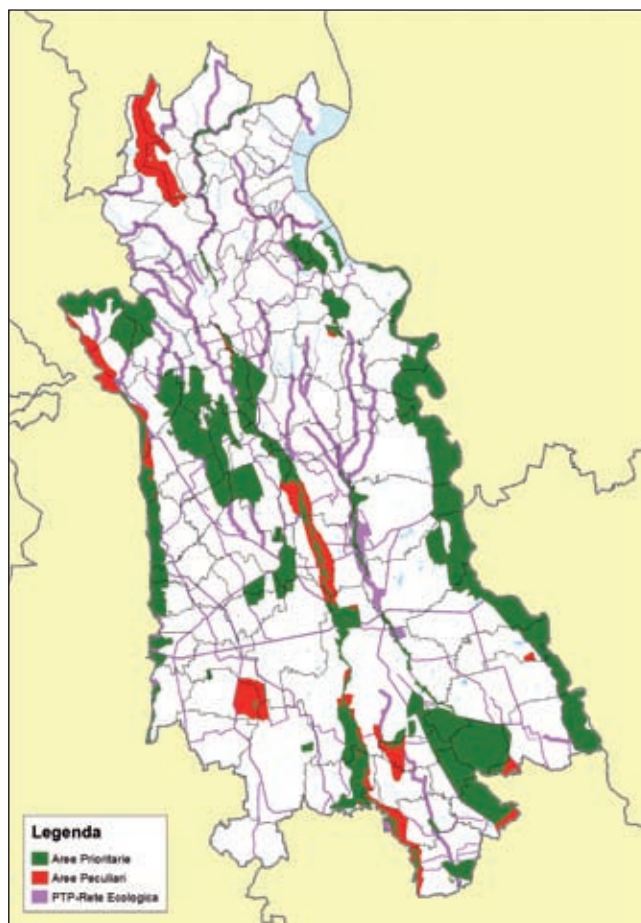 Legenda
Aree Prioritarie
Aree Peculiari
PTP-Rete Ecologica